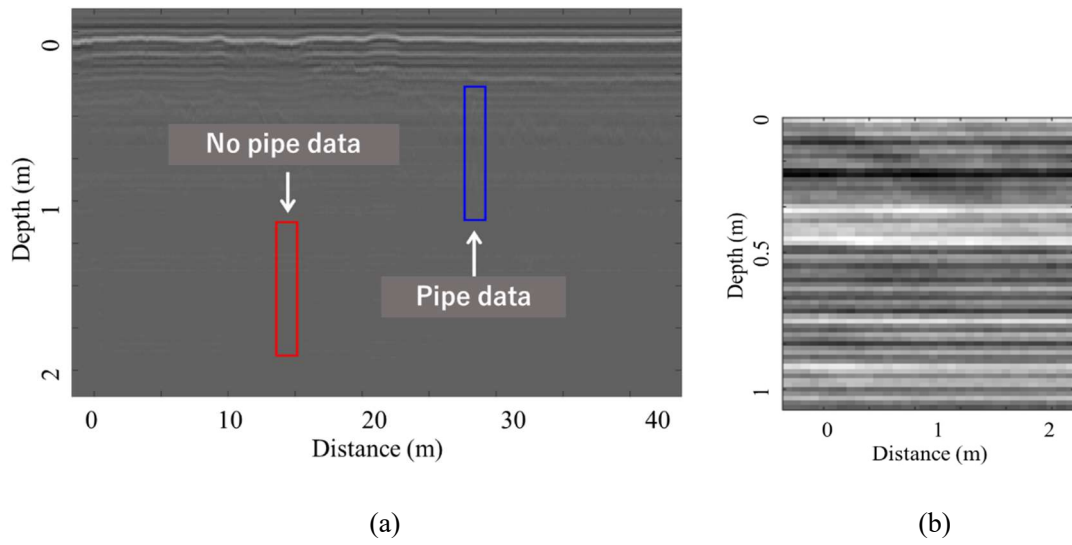 0
No pipe data
Depth (m)
1
Pipe data
2
0 10 20 30 40
Distance (m)
(a)
0
0.5
Depth (m)
1
0 1 2
Distance (m)
(b)